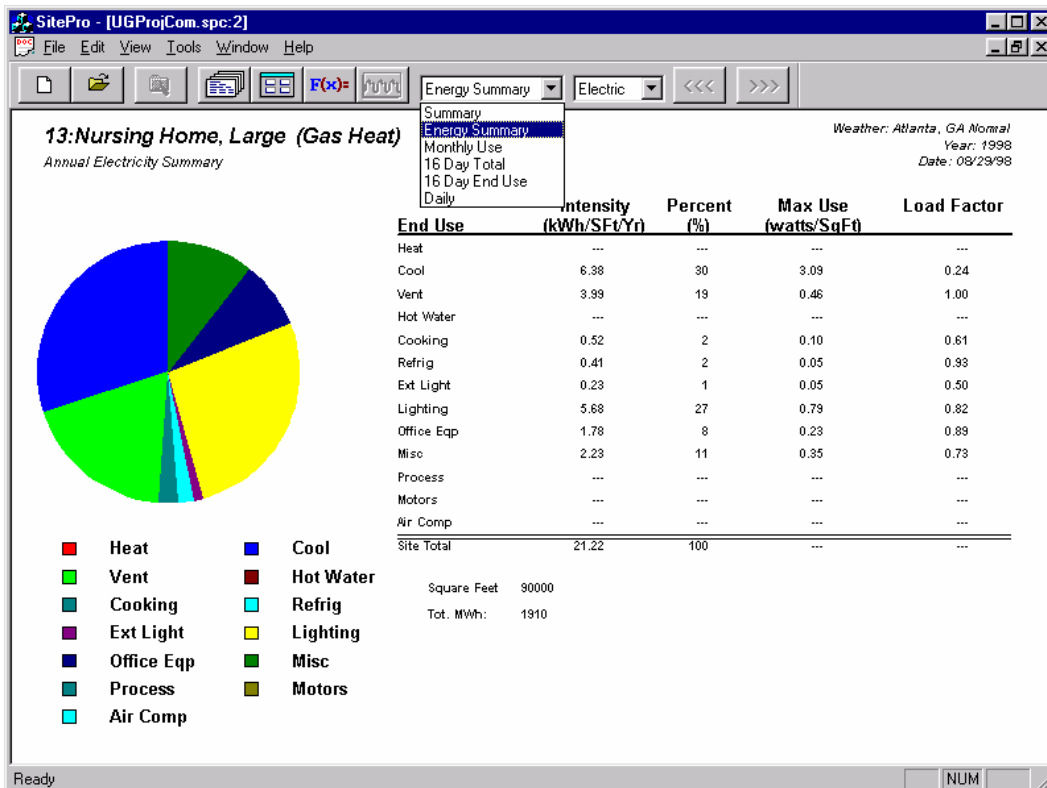 SitePro - [UGProjCom.spc:2]
File Edit View Tools Window Help
F(x)= Energy Summary Electric <<< >>>
Summary
Energy Summary
Monthly Use
16 Day Total
16 Day End Use
Daily
13:Nursing Home, Large (Gas Heat)
Annual Electricity Summary
Weather: Atlanta, GA Normal
Year: 1998
Date: 08/29/98
End Use Intensity (kWh/SFt/Yr) Percent (%) Max Use (watts/SqFt) Load Factor
Heat --- --- --- ---
Cool 6.38 30 3.09 0.24
Vent 3.99 19 0.46 1.00
Hot Water --- --- --- ---
Cooking 0.52 2 0.10 0.61
Refrig 0.41 2 0.05 0.93
Ext Light 0.23 1 0.05 0.50
Lighting 5.68 27 0.79 0.82
Office Eqp 1.78 8 0.23 0.89
Misc 2.23 11 0.35 0.73
Process --- --- --- ---
Motors --- --- --- ---
Air Comp --- --- --- ---
Site Total 21.22 100 --- ---
Square Feet 90000
Tot. MWh: 1910
Heat Cool
Vent Hot Water
Cooking Refrig
Ext Light Lighting
Office Eqp Misc
Process Motors
Air Comp
Ready NUM